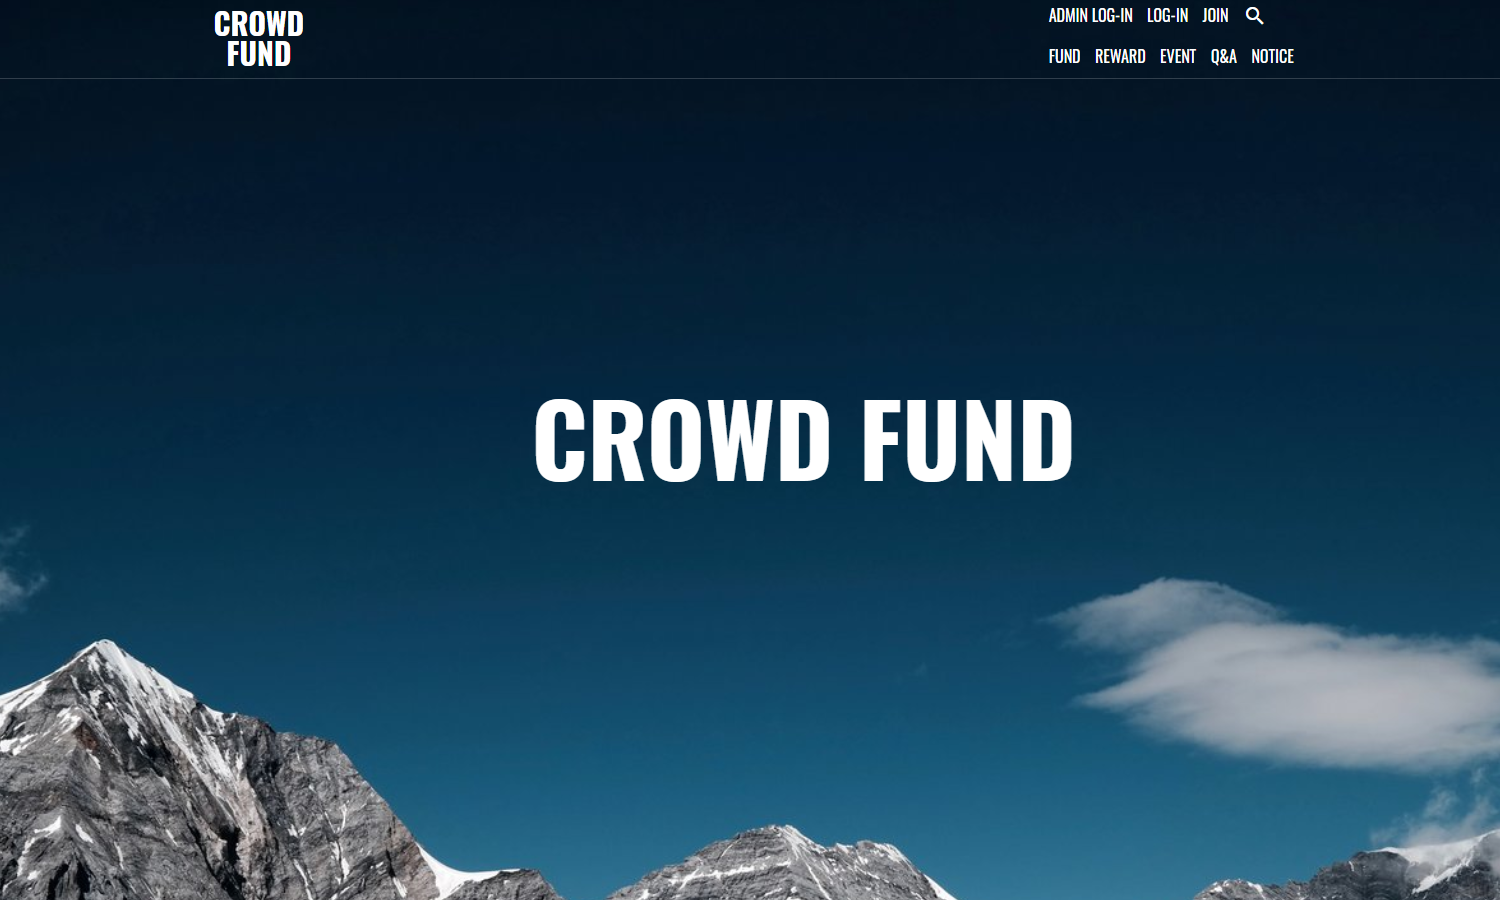 CROWD
FUND
ADMIN LOG-IN LOG-IN JOIN
FUND REWARD EVENT Q&A NOTICE
CROWD FUND